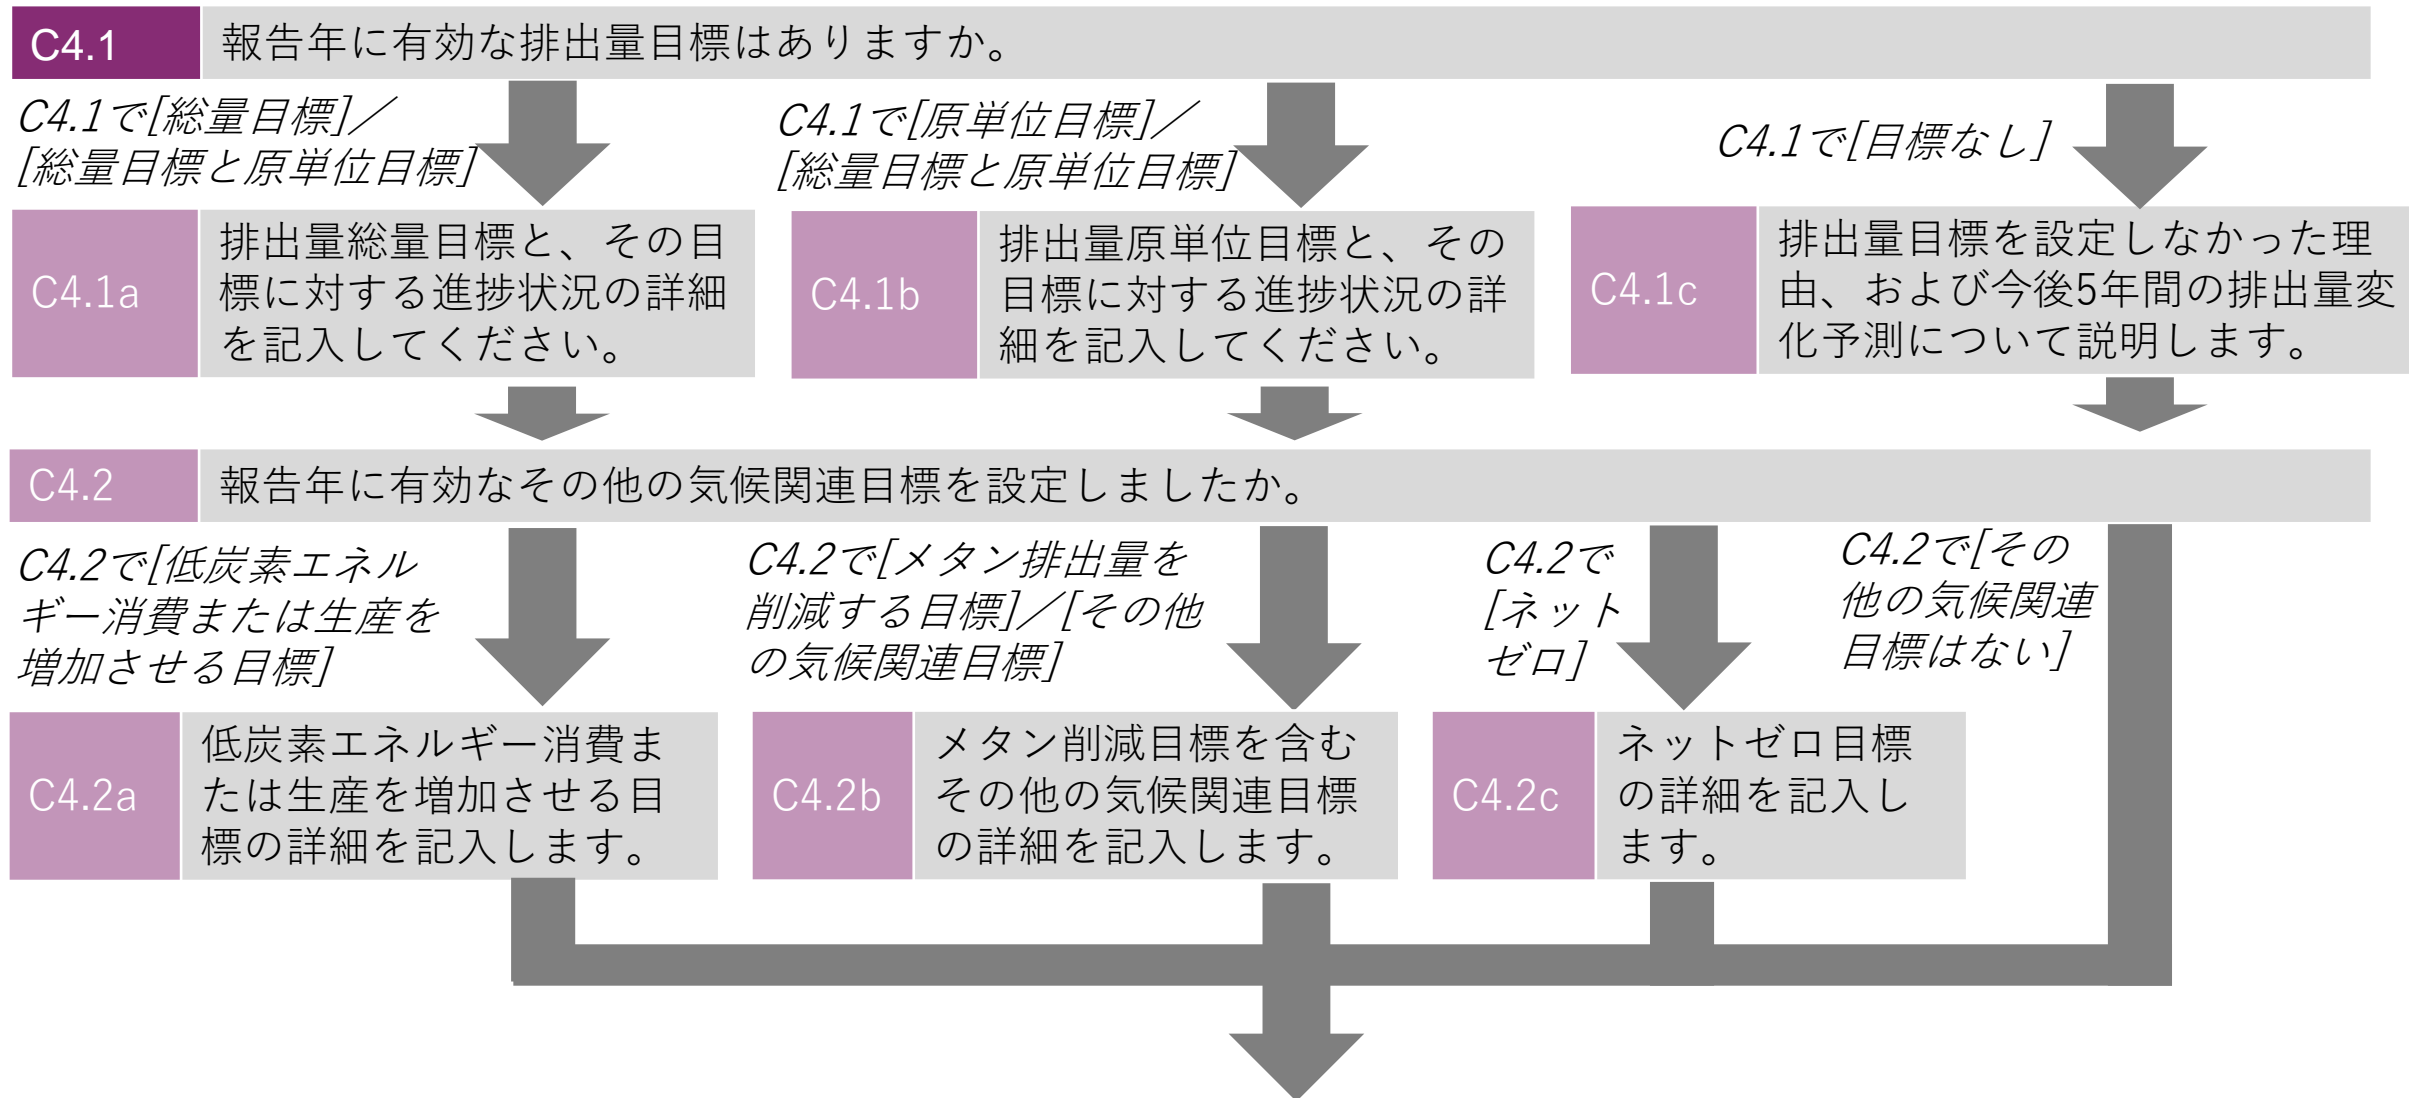 C4.1
報告年に有効な排出量目標はありますか。
C4.1で[総量目標]／
[総量目標と原単位目標]
C4.1で[原単位目標]／
[総量目標と原単位目標]
C4.1で[目標なし]
C4.1a
排出量総量目標と、その目
標に対する進捗状況の詳細
を記入してください。
C4.1b
排出量原単位目標と、その
目標に対する進捗状況の詳
細を記入してください。
C4.1c
排出量目標を設定しなかった理
由、および今後5年間の排出量変
化予測について説明します。
C4.2
報告年に有効なその他の気候関連目標を設定しましたか。
C4.2で[低炭素エネル
ギー消費または生産を
増加させる目標]
C4.2で[メタン排出量を
削減する目標]／[その他
の気候関連目標]
C4.2で
[ネット
ゼロ]
C4.2で[その
他の気候関連
目標はない]
C4.2a
低炭素エネルギー消費ま
たは生産を増加させる目
標の詳細を記入します。
C4.2b
メタン削減目標を含む
その他の気候関連目標
の詳細を記入します。
C4.2c
ネットゼロ目標
の詳細を記入し
ます。